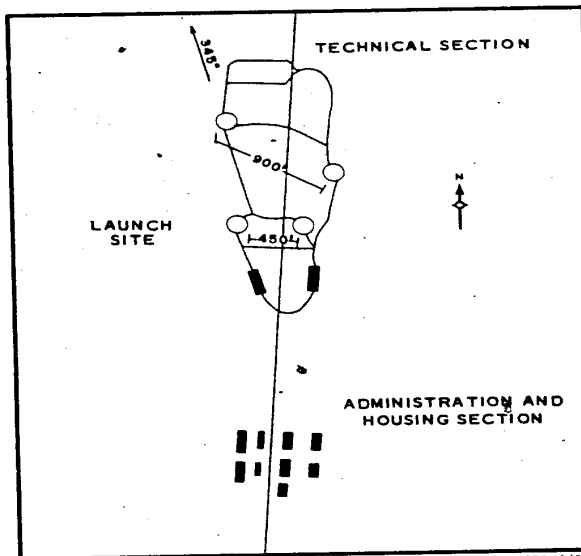 345°
TECHNICAL SECTION
900'
N
LAUNCH
SITE
450'
ADMINISTRATION AND
HOUSING SECTION